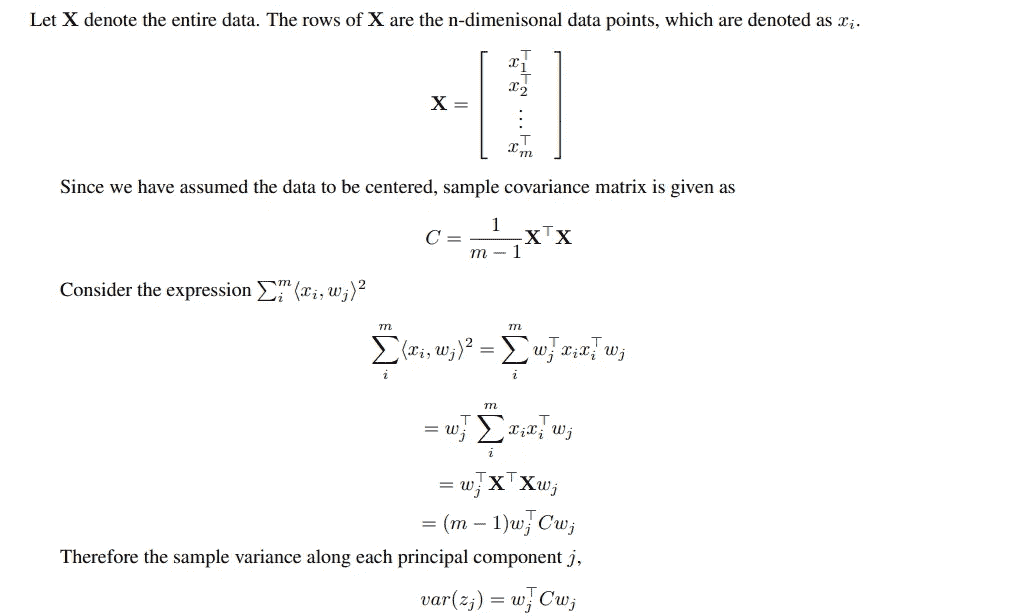 Let X denote the entire data. The rows of X are the n-dimenisonal data points, which are denoted as $x_i$.
$\mathbf{X} = \begin{bmatrix} x_1^\top \\ x_2^\top \\ \vdots \\ x_m^\top \end{bmatrix}$
Since we have assumed the data to be centered, sample covariance matrix is given as
$C = \frac{1}{m-1}\mathbf{X}^\top\mathbf{X}$
Consider the expression $\sum_i^m \langle x_i, w_j \rangle^2$
$\sum_i^m \langle x_i, w_j \rangle^2 = \sum_i^m w_j^\top x_i x_i^\top w_j$
$= w_j^\top \sum_i^m x_i x_i^\top w_j$
$= w_j^\top \mathbf{X}^\top \mathbf{X} w_j$
$= (m-1) w_j^\top C w_j$
Therefore the sample variance along each principal component $j$,
$var(z_j) = w_j^\top C w_j$